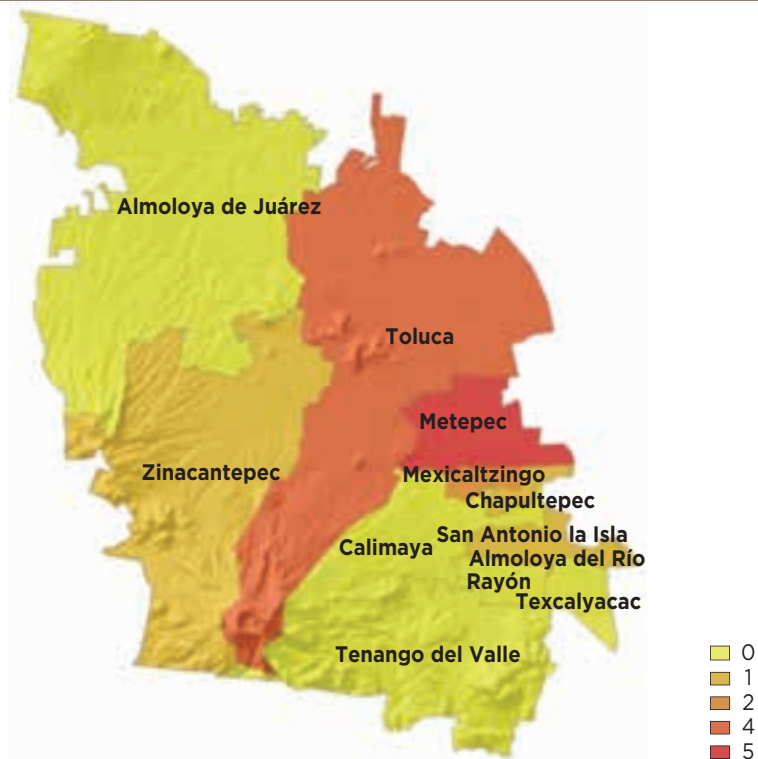 Almoloya de Juárez
Toluca
Metepec
Zinacantepec
Mexicaltzingo
Chapultepec
San Antonio la Isla
Calimaya
Almoloya del Río
Rayón
Texcalyacac
Tenango del Valle
0
1
2
4
5